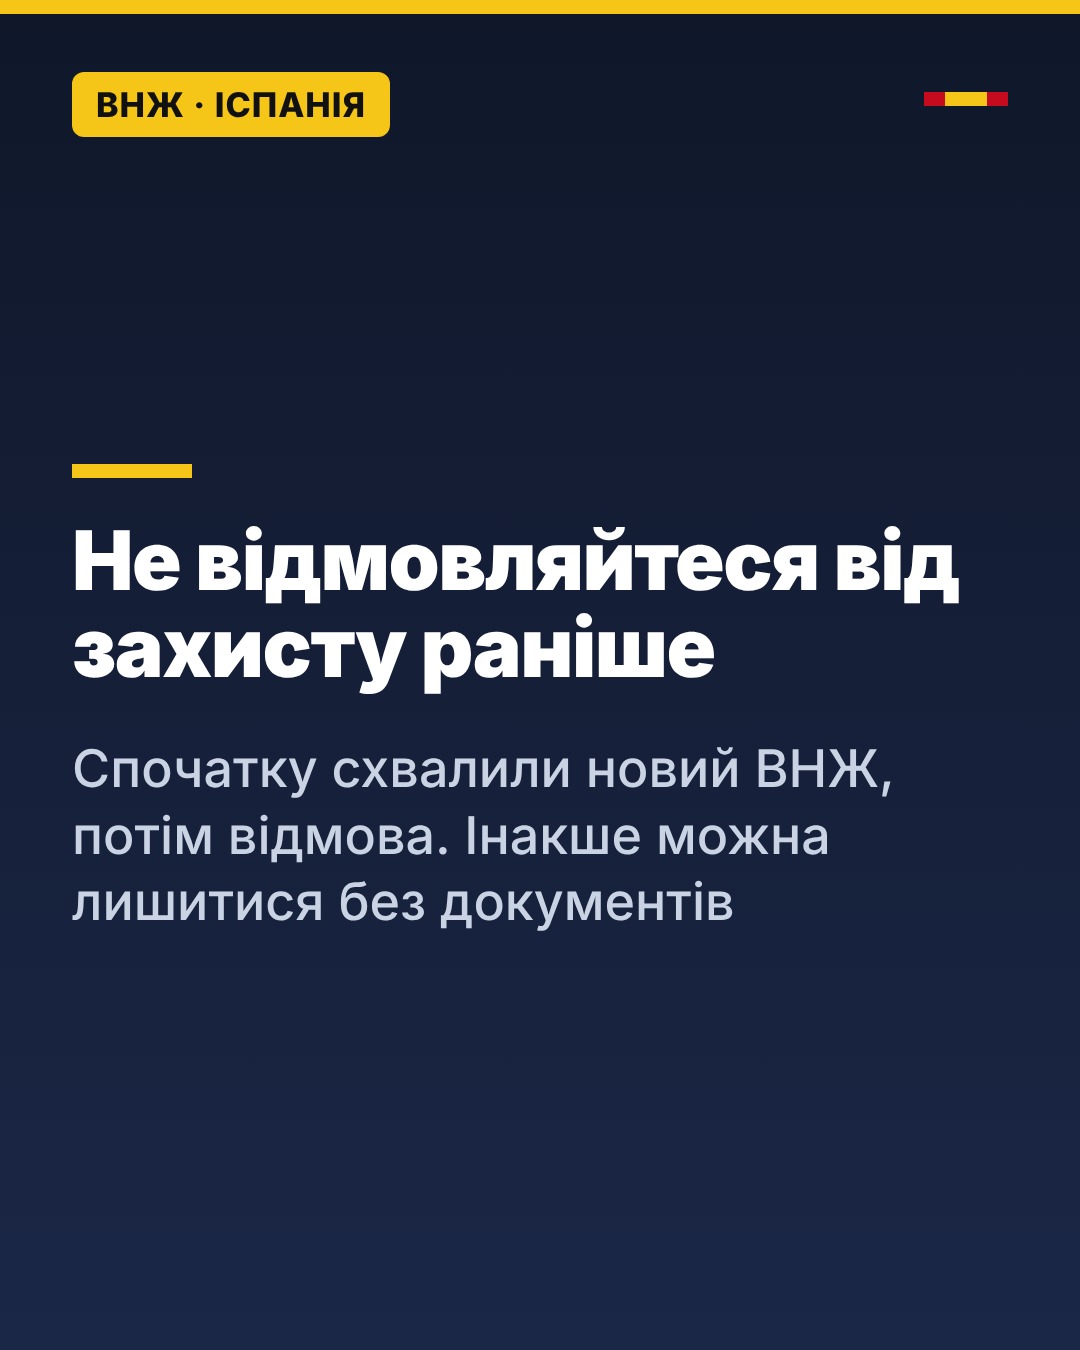 ВНЖ · ІСПАНІЯ
Не відмовляйтеся від
захисту раніше
Спочатку схвалили новий ВНЖ,
потім відмова. Інакше можна
лишитися без документів